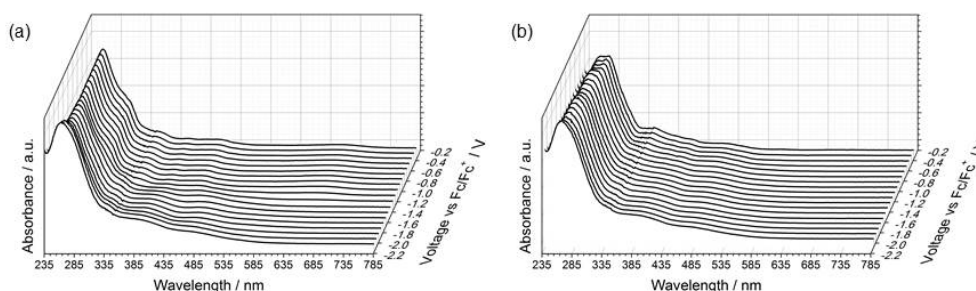 (a)
Absorbance / a.u.
-0.2
-0.4
-0.6
-0.8
-1.0
-1.2
-1.4
-1.6
-1.8
-2.0
-2.2
Voltage vs Fc/Fc⁺ / V
235 285 335 435 485 585 635 685 735 785
Wavelength / nm
(b)
Absorbance / a.u.
-0.2
-0.4
-0.6
-0.8
-1.0
-1.2
-1.4
-1.6
-1.8
-2.0
-2.2
Voltage vs Fc/Fc⁺ / V
235 285 335 435 485 535 585 635 685 735 785
Wavelength / nm